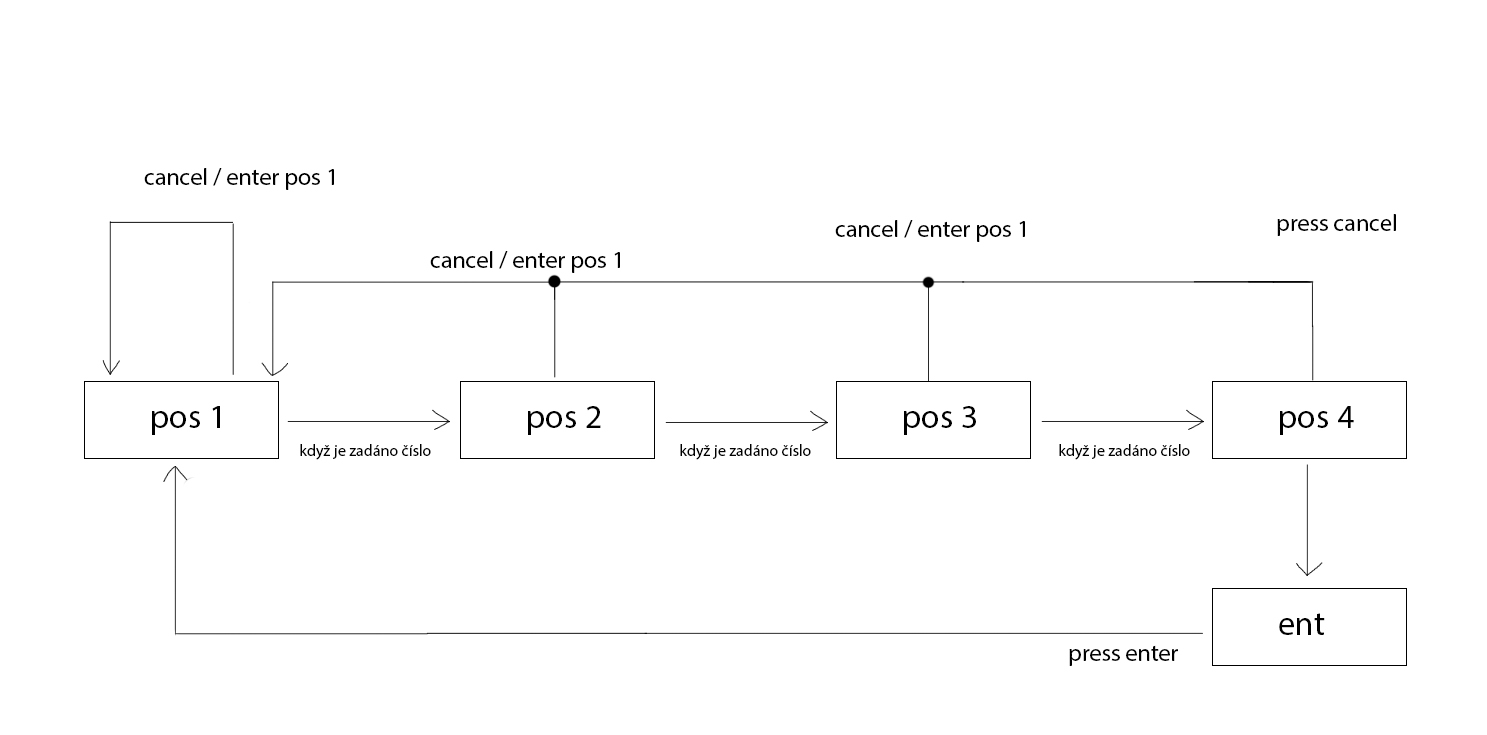 cancel / enter pos 1
press cancel
cancel / enter pos 1
cancel / enter pos 1
pos 1
pos 2
pos 3
pos 4
když je zadáno číslo
když je zadáno číslo
když je zadáno číslo
ent
press enter